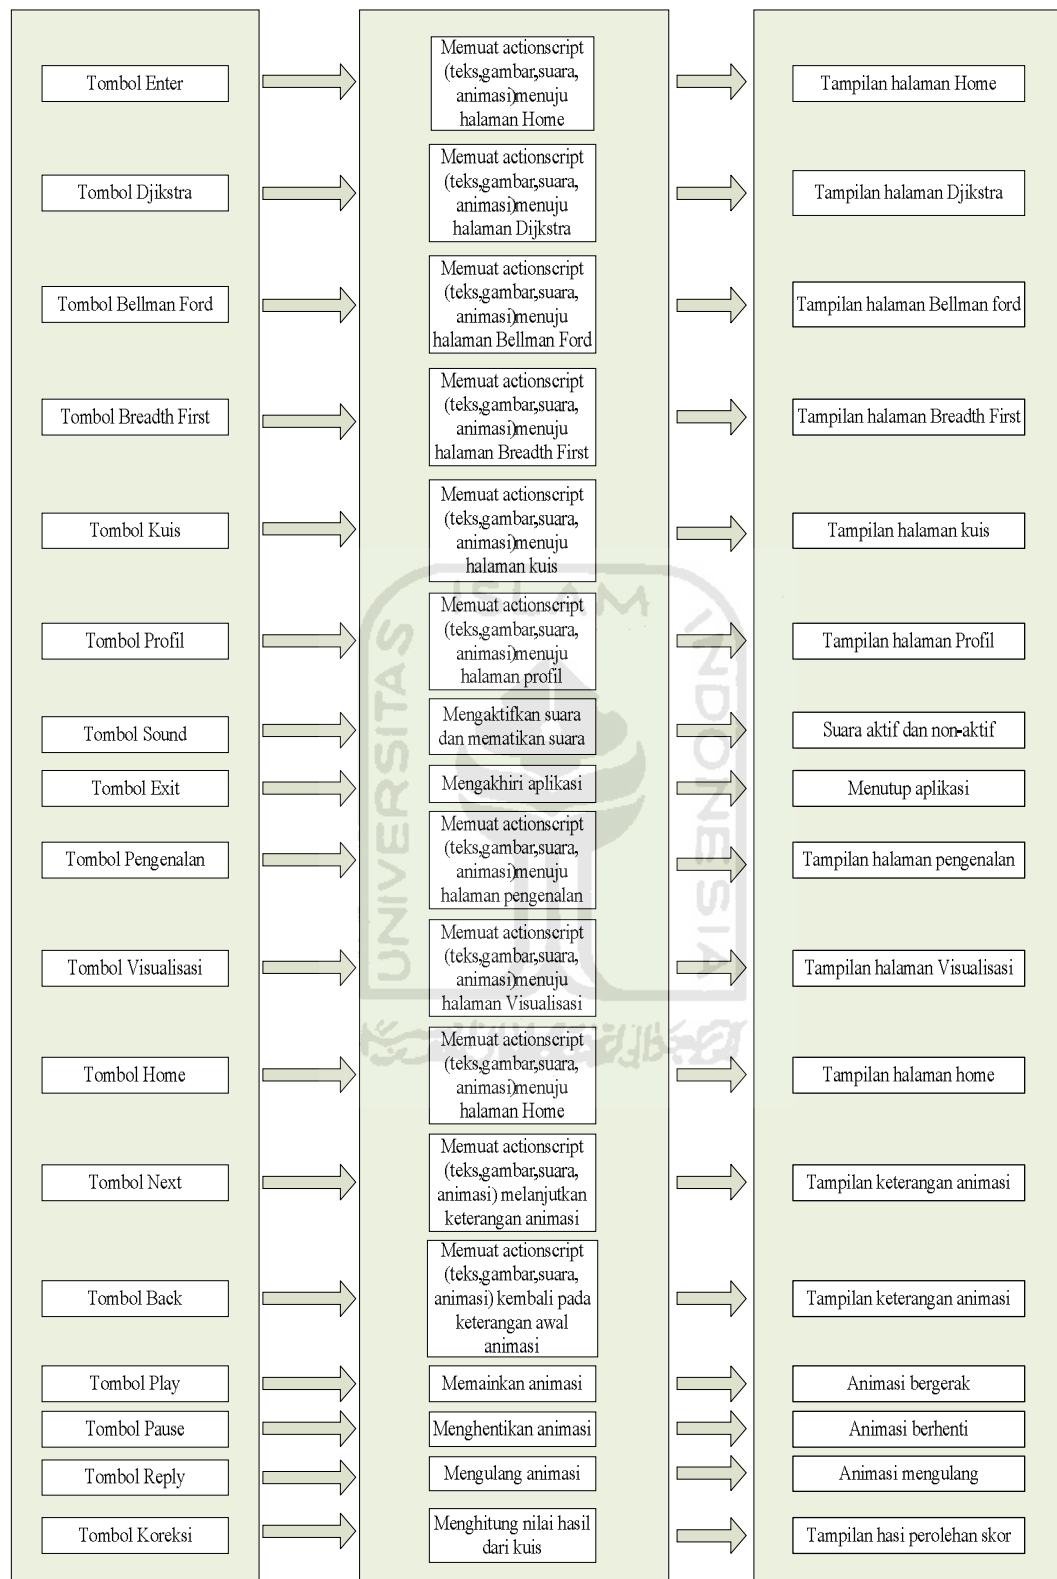 Tombol Enter
Memuat actionscript
(teks,gambar,suara,
animasi)menuju
halaman Home
Tampilan halaman Home
Tombol Djikstra
Memuat actionscript
(teks,gambar,suara,
animasi)menuju
halaman Dijkstra
Tampilan halaman Djikstra
Tombol Bellman Ford
Memuat actionscript
(teks,gambar,suara,
animasi)menuju
halaman Bellman Ford
Tampilan halaman Bellman ford
Tombol Breadth First
Memuat actionscript
(teks,gambar,suara,
animasi)menuju
halaman Breadth First
Tampilan halaman Breadth First
Tombol Kuis
Memuat actionscript
(teks,gambar,suara,
animasi)menuju
halaman kuis
Tampilan halaman kuis
Tombol Profil
Memuat actionscript
(teks,gambar,suara,
animasi)menuju
halaman profil
Tampilan halaman Profil
Tombol Sound
Mengaktifkan suara
dan mematikan suara
Suara aktif dan non-aktif
Tombol Exit
Mengakhiri aplikasi
Menutup aplikasi
Tombol Pengenalan
Memuat actionscript
(teks,gambar,suara,
animasi)menuju
halaman pengenalan
Tampilan halaman pengenalan
Tombol Visualisasi
Memuat actionscript
(teks,gambar,suara,
animasi)menuju
halaman Visualisasi
Tampilan halaman Visualisasi
Tombol Home
Memuat actionscript
(teks,gambar,suara,
animasi)menuju
halaman Home
Tampilan halaman home
Tombol Next
Memuat actionscript
(teks,gambar,suara,
animasi) melanjutkan
keterangan animasi
Tampilan keterangan animasi
Tombol Back
Memuat actionscript
(teks,gambar,suara,
animasi) kembali pada
keterangan awal
animasi
Tampilan keterangan animasi
Tombol Play
Memainkan animasi
Animasi bergerak
Tombol Pause
Menghentikan animasi
Animasi berhenti
Tombol Reply
Mengulang animasi
Animasi mengulang
Tombol Koreksi
Menghitung nilai hasil
dari kuis
Tampilan hasi perolehan skor
UNIVERSITAS
ISLAM
INDONESIA